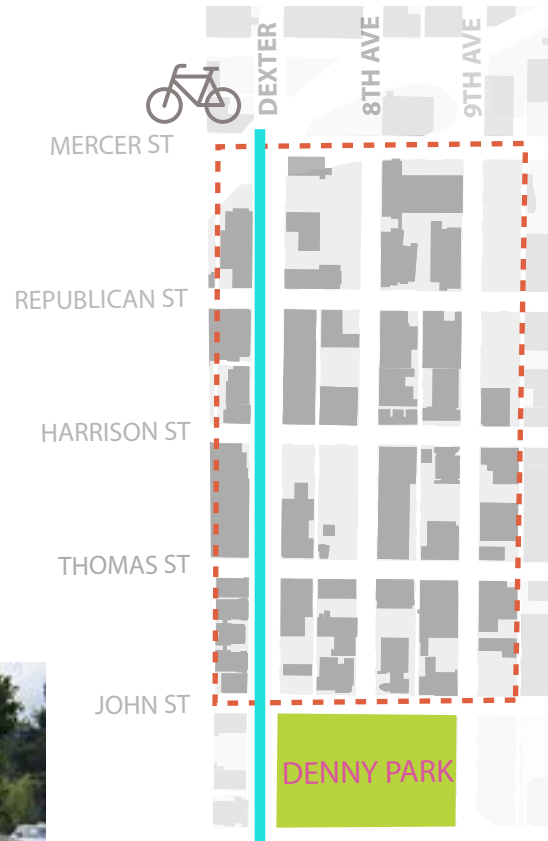 DEXTER
8TH AVE
9TH AVE
MERCER ST
REPUBLICAN ST
HARRISON ST
THOMAS ST
JOHN ST
DENNY PARK